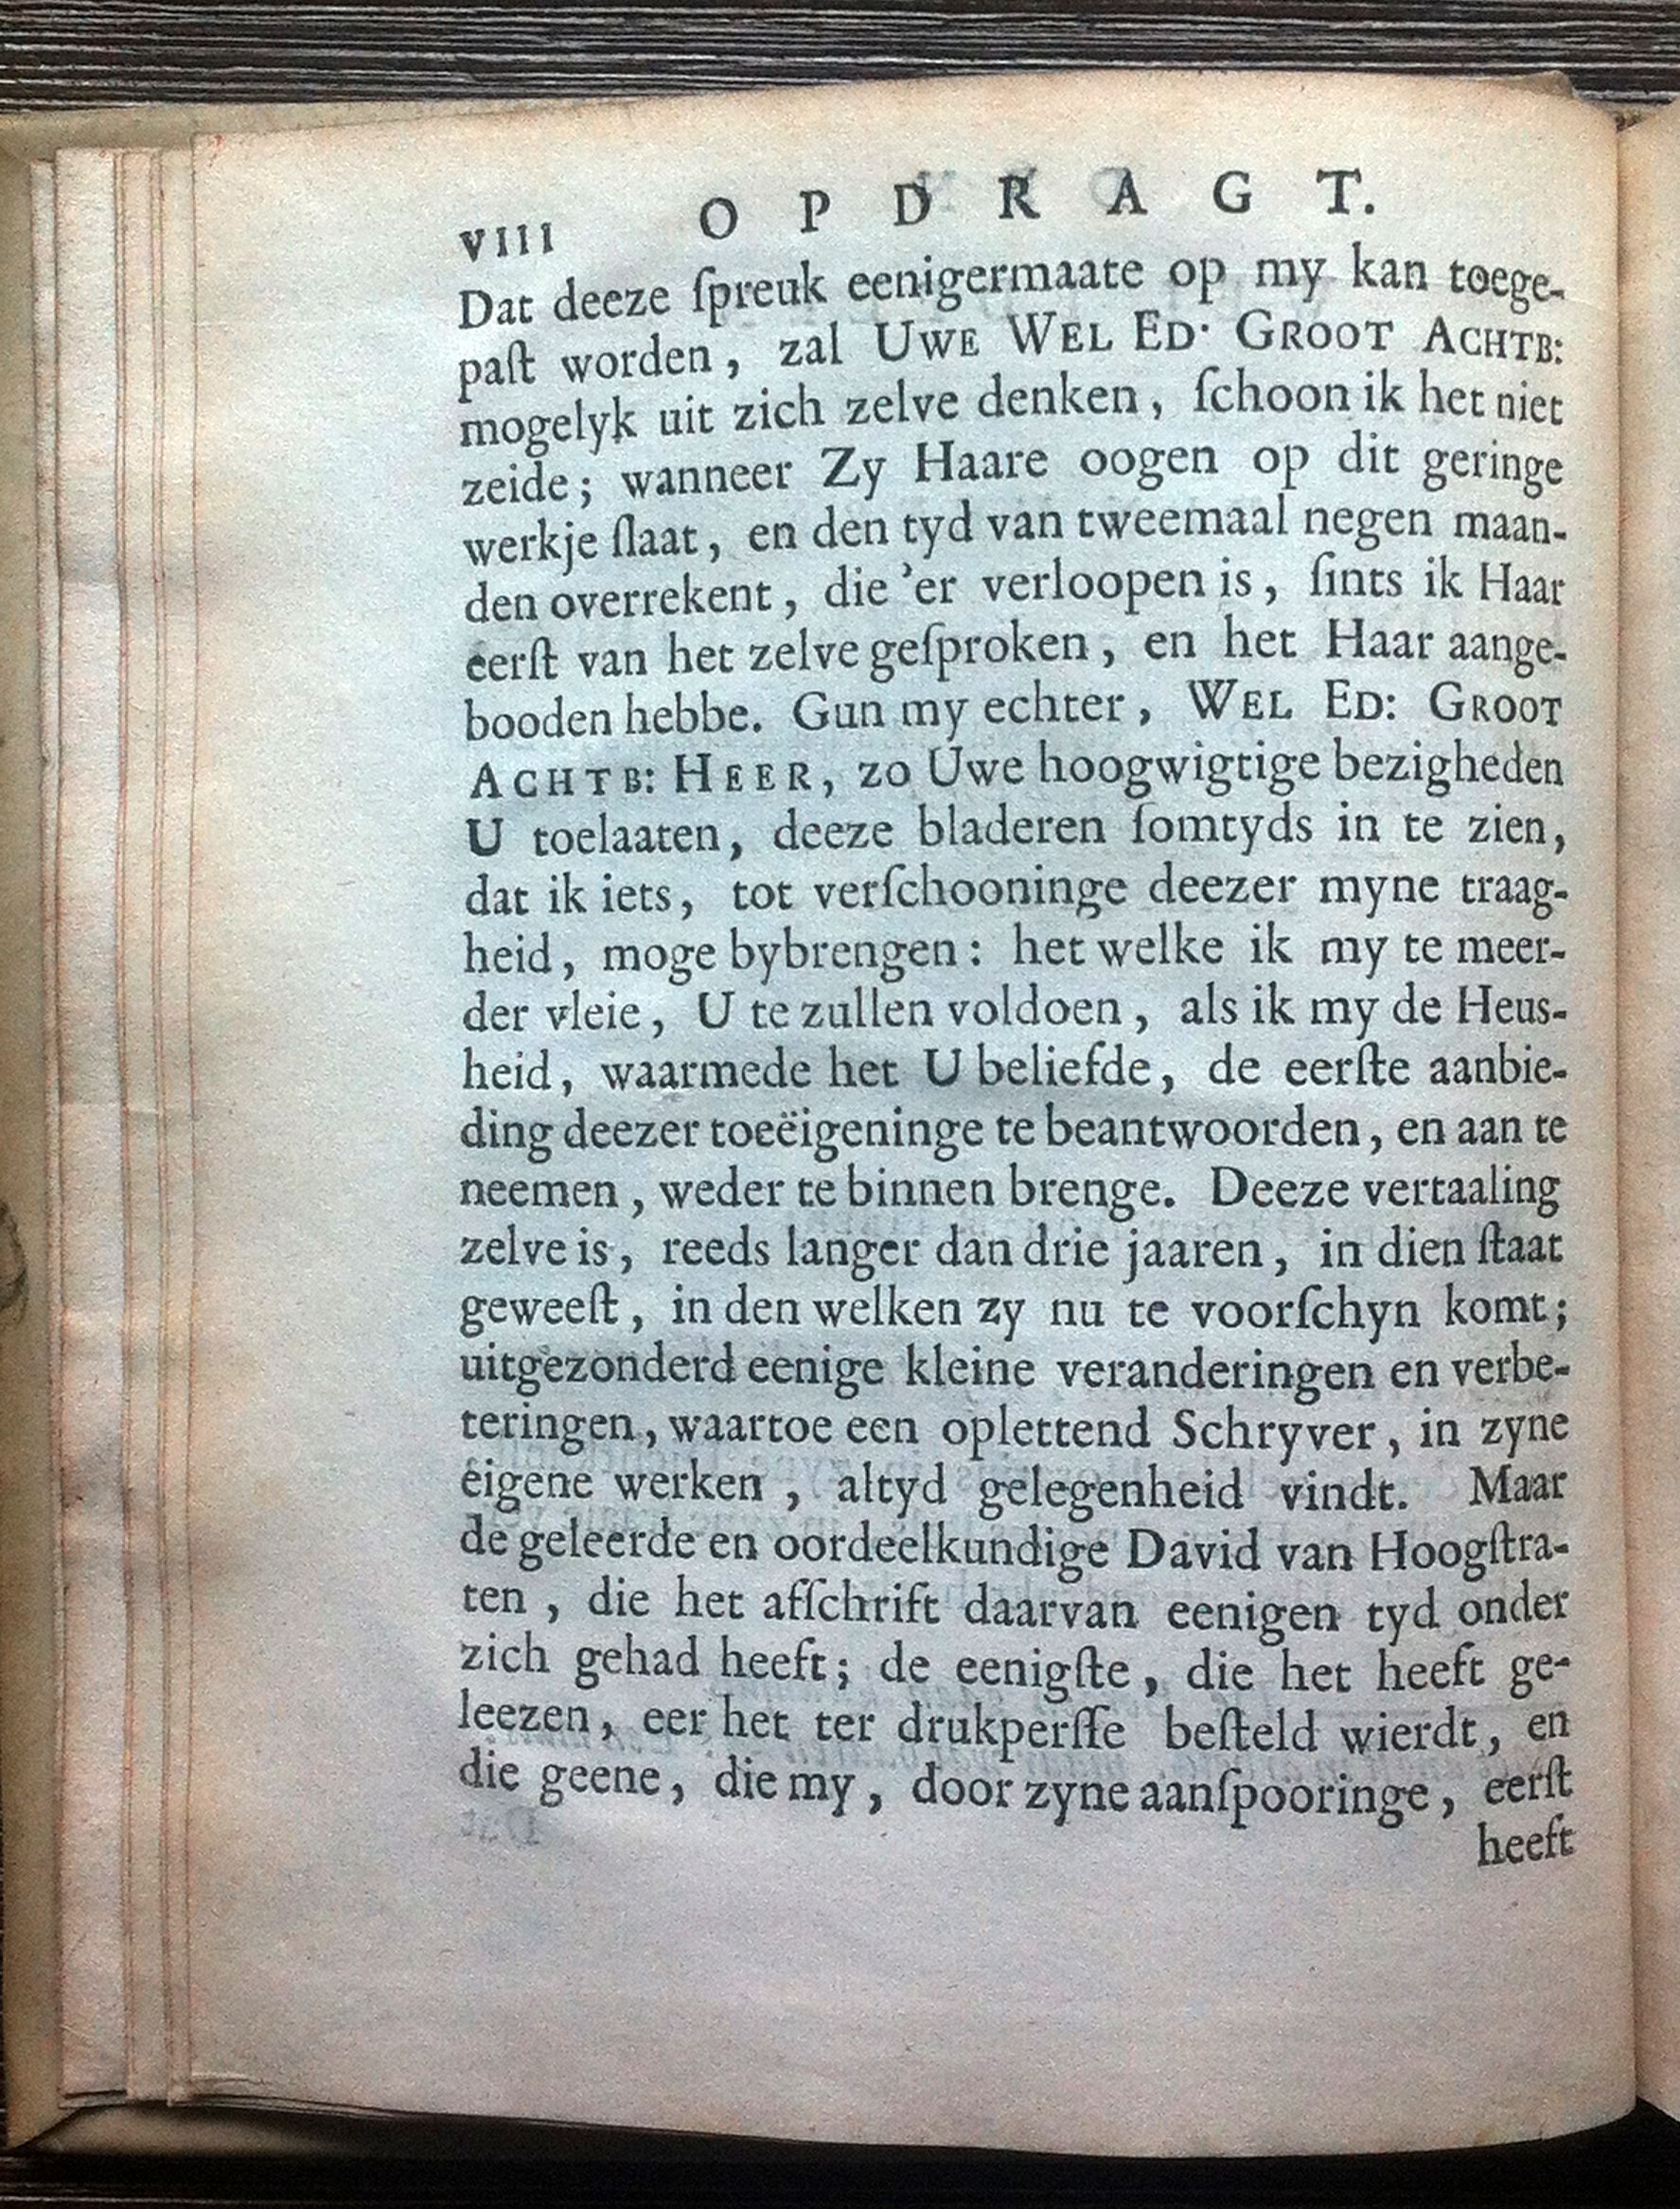 VIII OPDRAGT.
Dat deeze ſpreuk eenigermaate op my kan toege-
paſt worden, zal UWE WEL ED· GROOT ACHTB:
mogelyk uit zich zelve denken, ſchoon ik het niet
zeide; wanneer Zy Haare oogen op dit geringe
werkje ſlaat, en den tyd van tweemaal negen maan-
den overrekent, die 'er verloopen is, ſints ik Haar
eerſt van het zelve geſproken, en het Haar aange-
booden hebbe. Gun my echter, WEL ED: GROOT
ACHTB: HEER, zo Uwe hoogwigtige bezigheden
U toelaaten, deeze bladeren ſomtyds in te zien,
dat ik iets, tot verſchooninge deezer myne traag-
heid, moge bybrengen: het welke ik my te meer-
der vleie, U te zullen voldoen, als ik my de Heus-
heid, waarmede het U beliefde, de eerſte aanbie-
ding deezer toeëigeninge te beantwoorden, en aan te
neemen, weder te binnen brenge. Deeze vertaaling
zelve is, reeds langer dan drie jaaren, in dien ſtaat
geweeſt, in den welken zy nu te voorſchyn komt;
uitgezonderd eenige kleine veranderingen en verbe-
teringen, waartoe een oplettend Schryver, in zyne
eigene werken, altyd gelegenheid vindt. Maar
de geleerde en oordeelkundige David van Hoogſtra-
ten, die het afſchrift daarvan eenigen tyd onder
zich gehad heeft; de eenigſte, die het heeft ge-
leezen, eer het ter drukperſſe beſteld wierdt, en
die geene, die my, door zyne aanſpooringe, eerſt
heeft